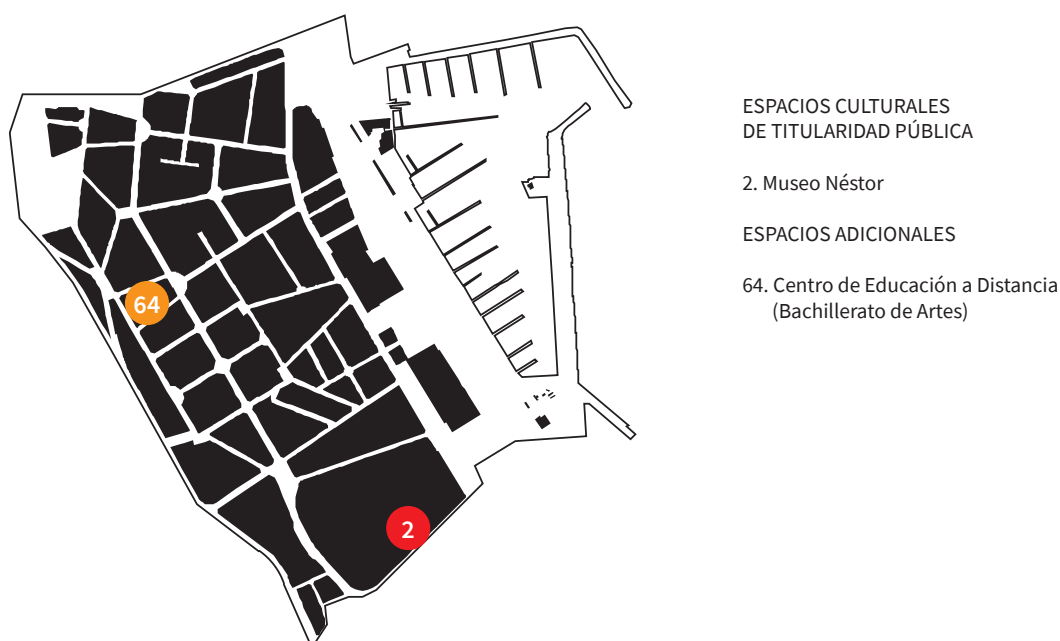 ESPACIOS CULTURALES
DE TITULARIDAD PÚBLICA
2. Museo Néstor
ESPACIOS ADICIONALES
64. Centro de Educación a Distancia
(Bachillerato de Artes)
64
2